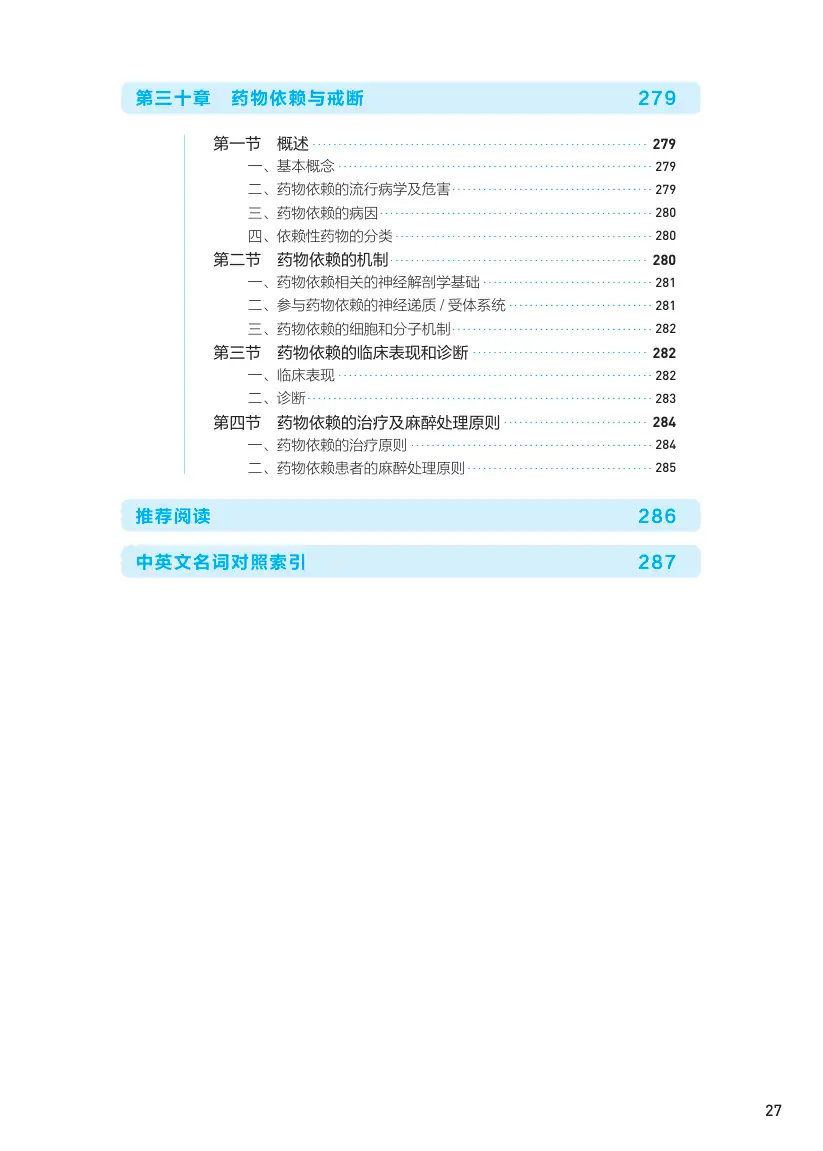 第三十章 药物依赖与戒断 279
第一节 概述 279
一、基本概念 279
二、药物依赖的流行病学及危害 279
三、药物依赖的病因 280
四、依赖性药物的分类 280
第二节 药物依赖的机制 280
一、药物依赖相关的神经解剖学基础 281
二、参与药物依赖的神经递质 / 受体系统 281
三、药物依赖的细胞和分子机制 282
第三节 药物依赖的临床表现和诊断 282
一、临床表现 282
二、诊断 283
第四节 药物依赖的治疗及麻醉处理原则 284
一、药物依赖的治疗原则 284
二、药物依赖患者的麻醉处理原则 285
推荐阅读 286
中英文名词对照索引 287
27